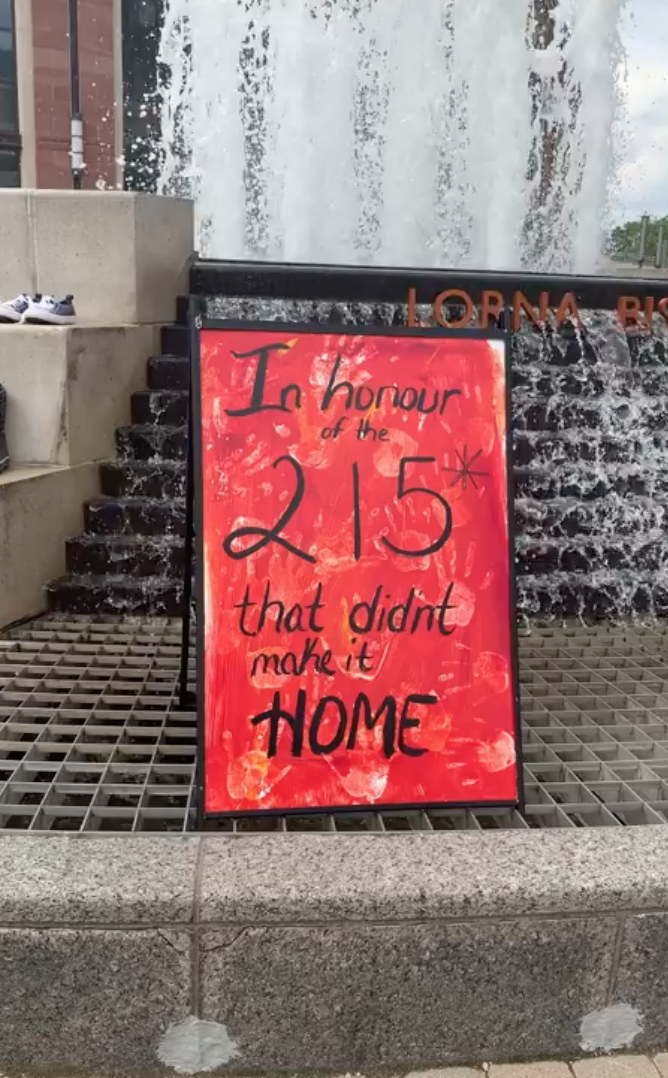 LORNA
In honour
of the
215*
that didnt
make it
HOME